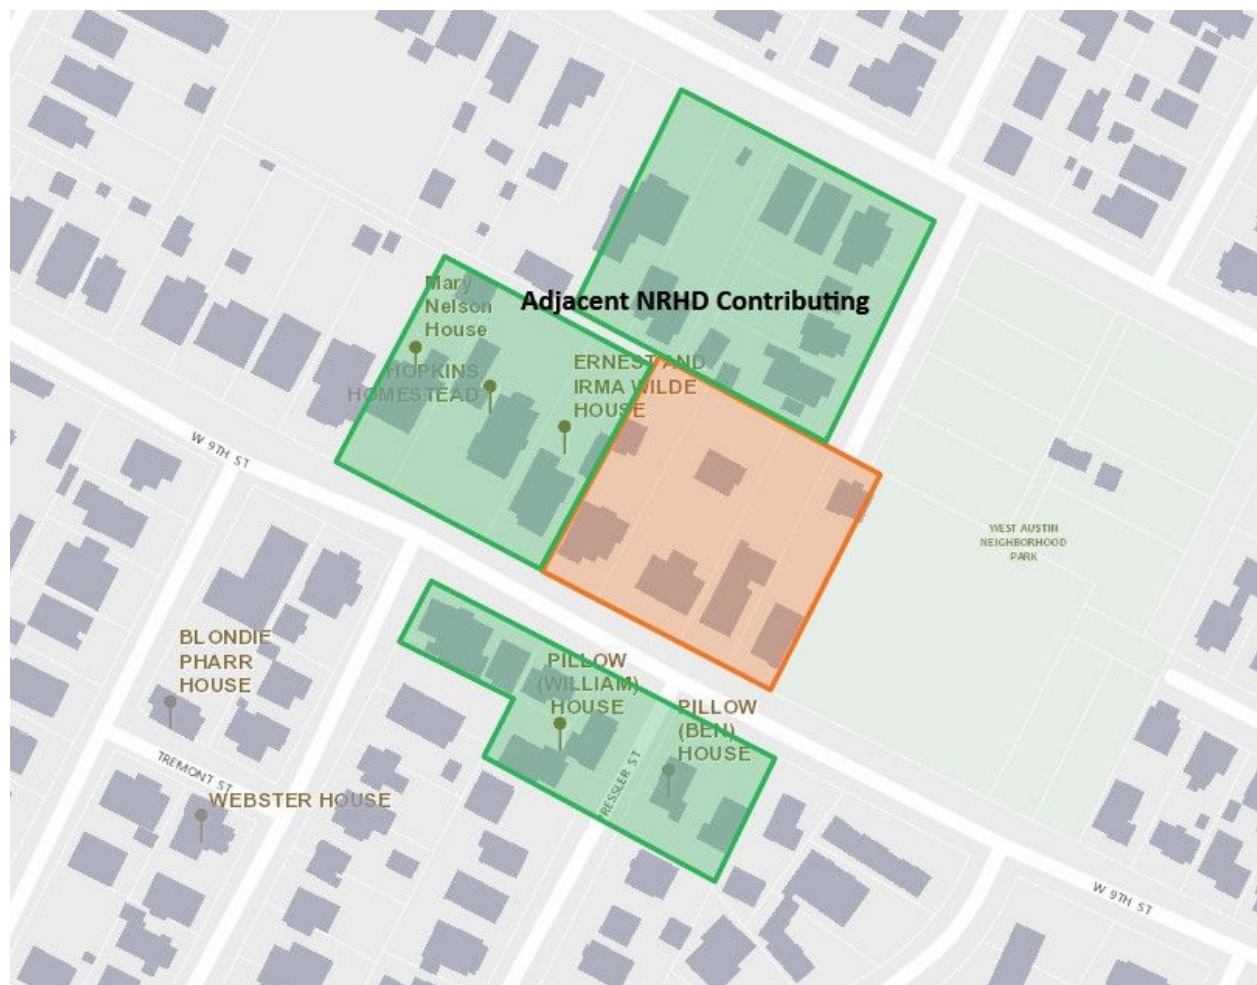 Mary
Nelson
House
Adjacent NRHD Contributing
HOPKINS
HOMESTEAD
ERNEST AND
IRMA WILDE
HOUSE
W 9TH ST
WEST AUSTIN
NEIGHBORHOOD
PARK
BLONDIE
PHARR
HOUSE
PILLOW
(WILLIAM)
HOUSE
PILLOW
(BEN)
HOUSE
TREMONT ST
RESSLER ST
WEBSTER HOUSE
W 9TH ST